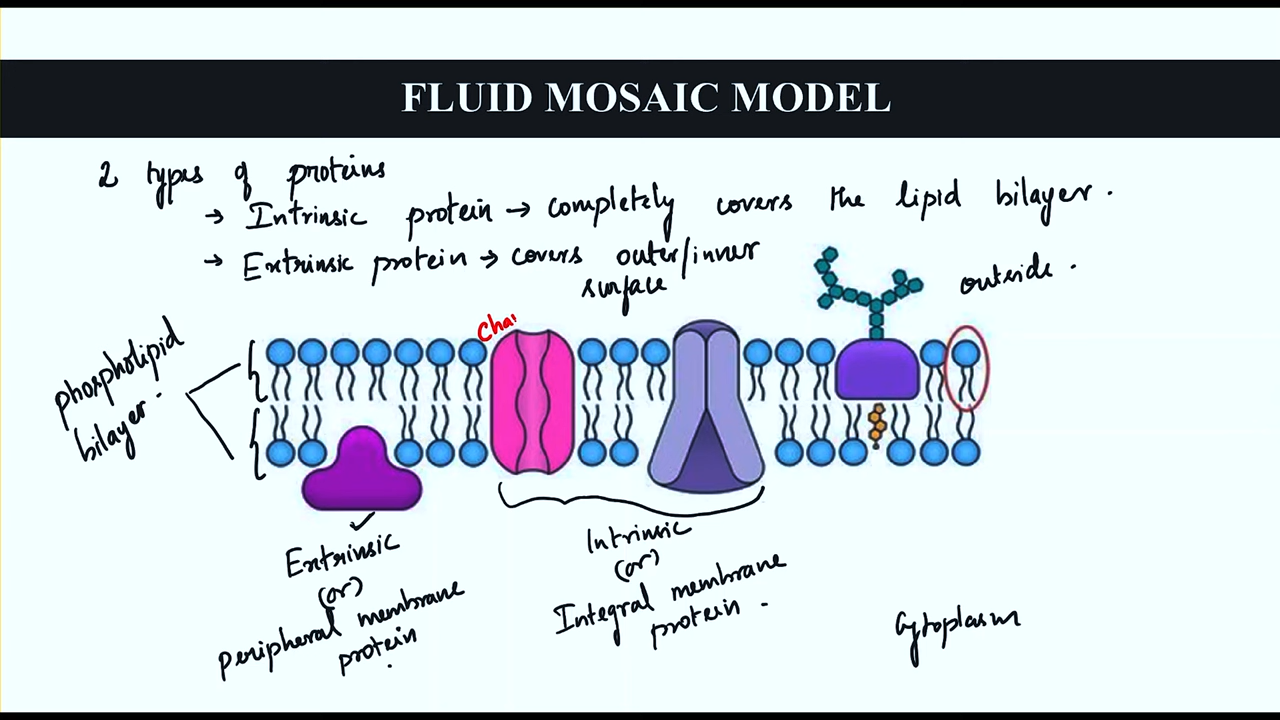 FLUID MOSAIC MODEL
2 types of proteins
→ Intrinsic protein → completely covers the lipid bilayer.
→ Extrinsic protein → covers outer/inner
surface
outside.
Cha
phospholipid
bilayer.
Extrinsic
(or)
peripheral membrane
protein
Intrinsic
(or)
Integral membrane
protein.
Cytoplasm